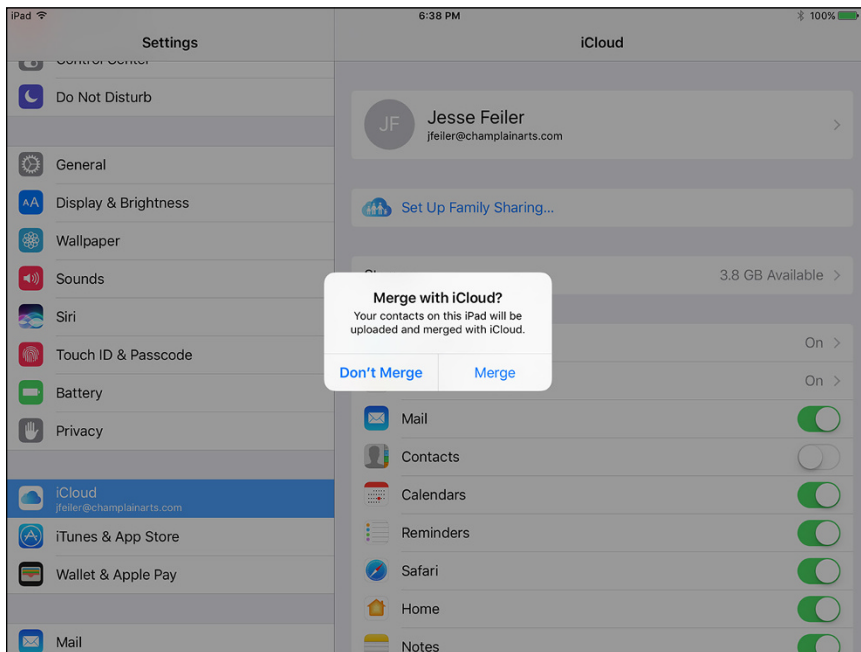 iPad
6:38 PM
100%
Settings
iCloud
Do Not Disturb
General
AA Display & Brightness
Wallpaper
Sounds
Siri
Touch ID & Passcode
Battery
Privacy
iCloud
jfeiler@champlainarts.com
iTunes & App Store
Wallet & Apple Pay
Mail
JF
Jesse Feiler
jfeiler@champlainarts.com
Set Up Family Sharing...
3.8 GB Available
On
On
Mail
Contacts
Calendars
Reminders
Safari
Home
Notes
Merge with iCloud?
Your contacts on this iPad will be
uploaded and merged with iCloud.
Don't Merge
Merge